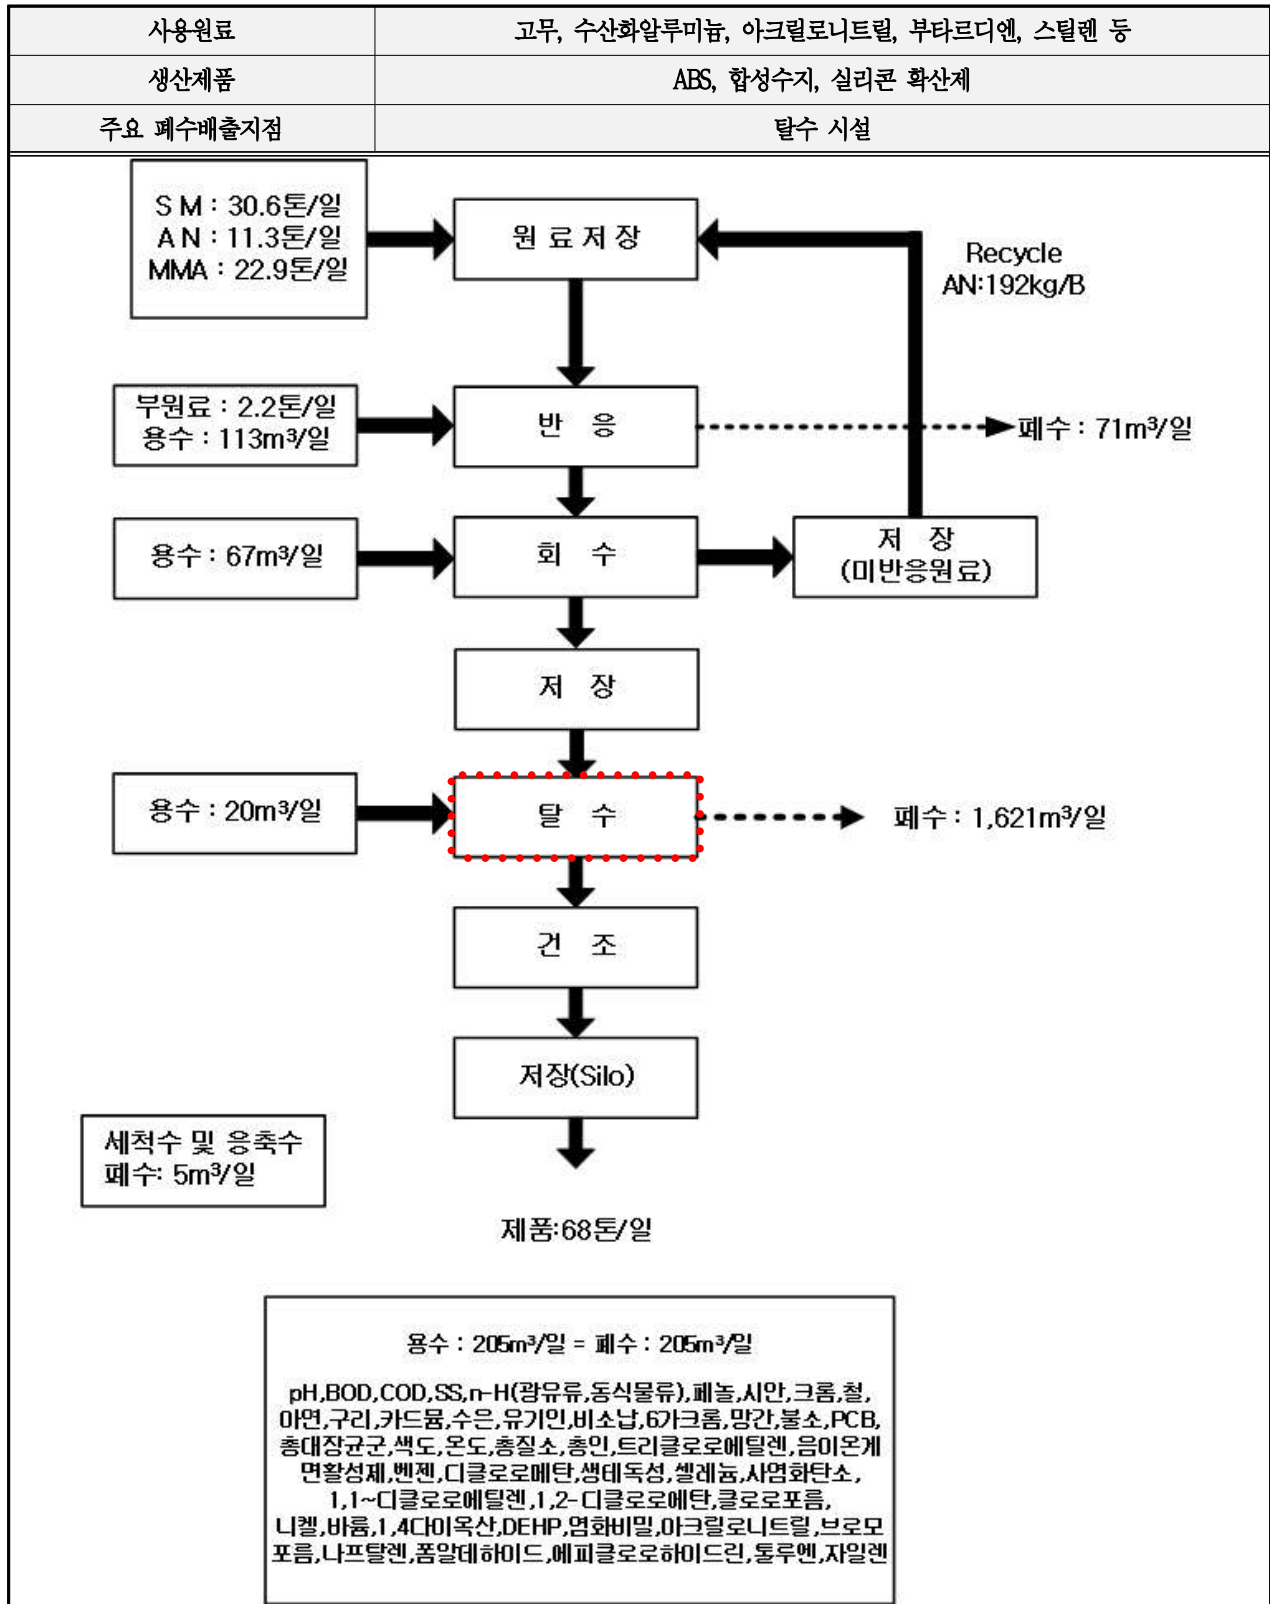 사용원료 고무, 수산화알루미늄, 아크릴로니트릴, 부타르디엔, 스틸렌 등
생산제품 ABS, 합성수지, 실리콘 확산제
주요 폐수배출지점 탈수 시설
S M : 30.6톤/일
A N : 11.3톤/일
MMA : 22.9톤/일
원 료 저 장
Recycle
AN:192kg/B
부원료 : 2.2톤/일
용수 : 113m³/일
반 응
폐수 : 71m³/일
용수 : 67m³/일
회 수
저 장
(미반응원료)
저 장
용수 : 20m³/일
탈 수
폐수 : 1,621m³/일
건 조
저장(Silo)
세척수 및 응축수
폐수: 5m³/일
제품:68톤/일
용수 : 205m³/일 = 폐수 : 205m³/일
pH,BOD,COD,SS,n-H(광유류,동식물류),페놀,시안,크롬,철,
아연,구리,카드뮴,수은,유기인,비소납,6가크롬,망간,불소,PCB,
총대장균군,색도,온도,총질소,총인,트리클로로에틸렌,음이온계
면활성제,벤젠,디클로로메탄,생태독성,셀레늄,사염화탄소,
1,1~디클로로에틸렌,1,2-디클로로에탄,클로로포름,
니켈,바륨,1,4다이옥산,DEHP,염화비밀,아크릴로니트릴,브로모
포름,나프탈렌,폼알데하이드,에피클로로하이드린,톨루엔,자일렌